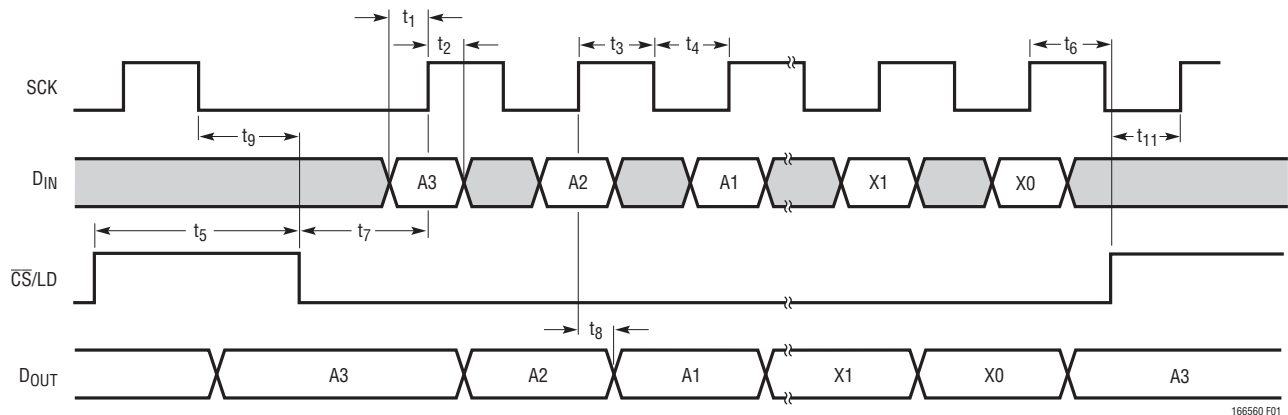 t1
t2
t3
t4
t6
SCK
t9
t11
DIN
A3
A2
A1
X1
X0
t5
t7
CS/LD
t8
DOUT
A3
A2
A1
X1
X0
A3
166560 F01